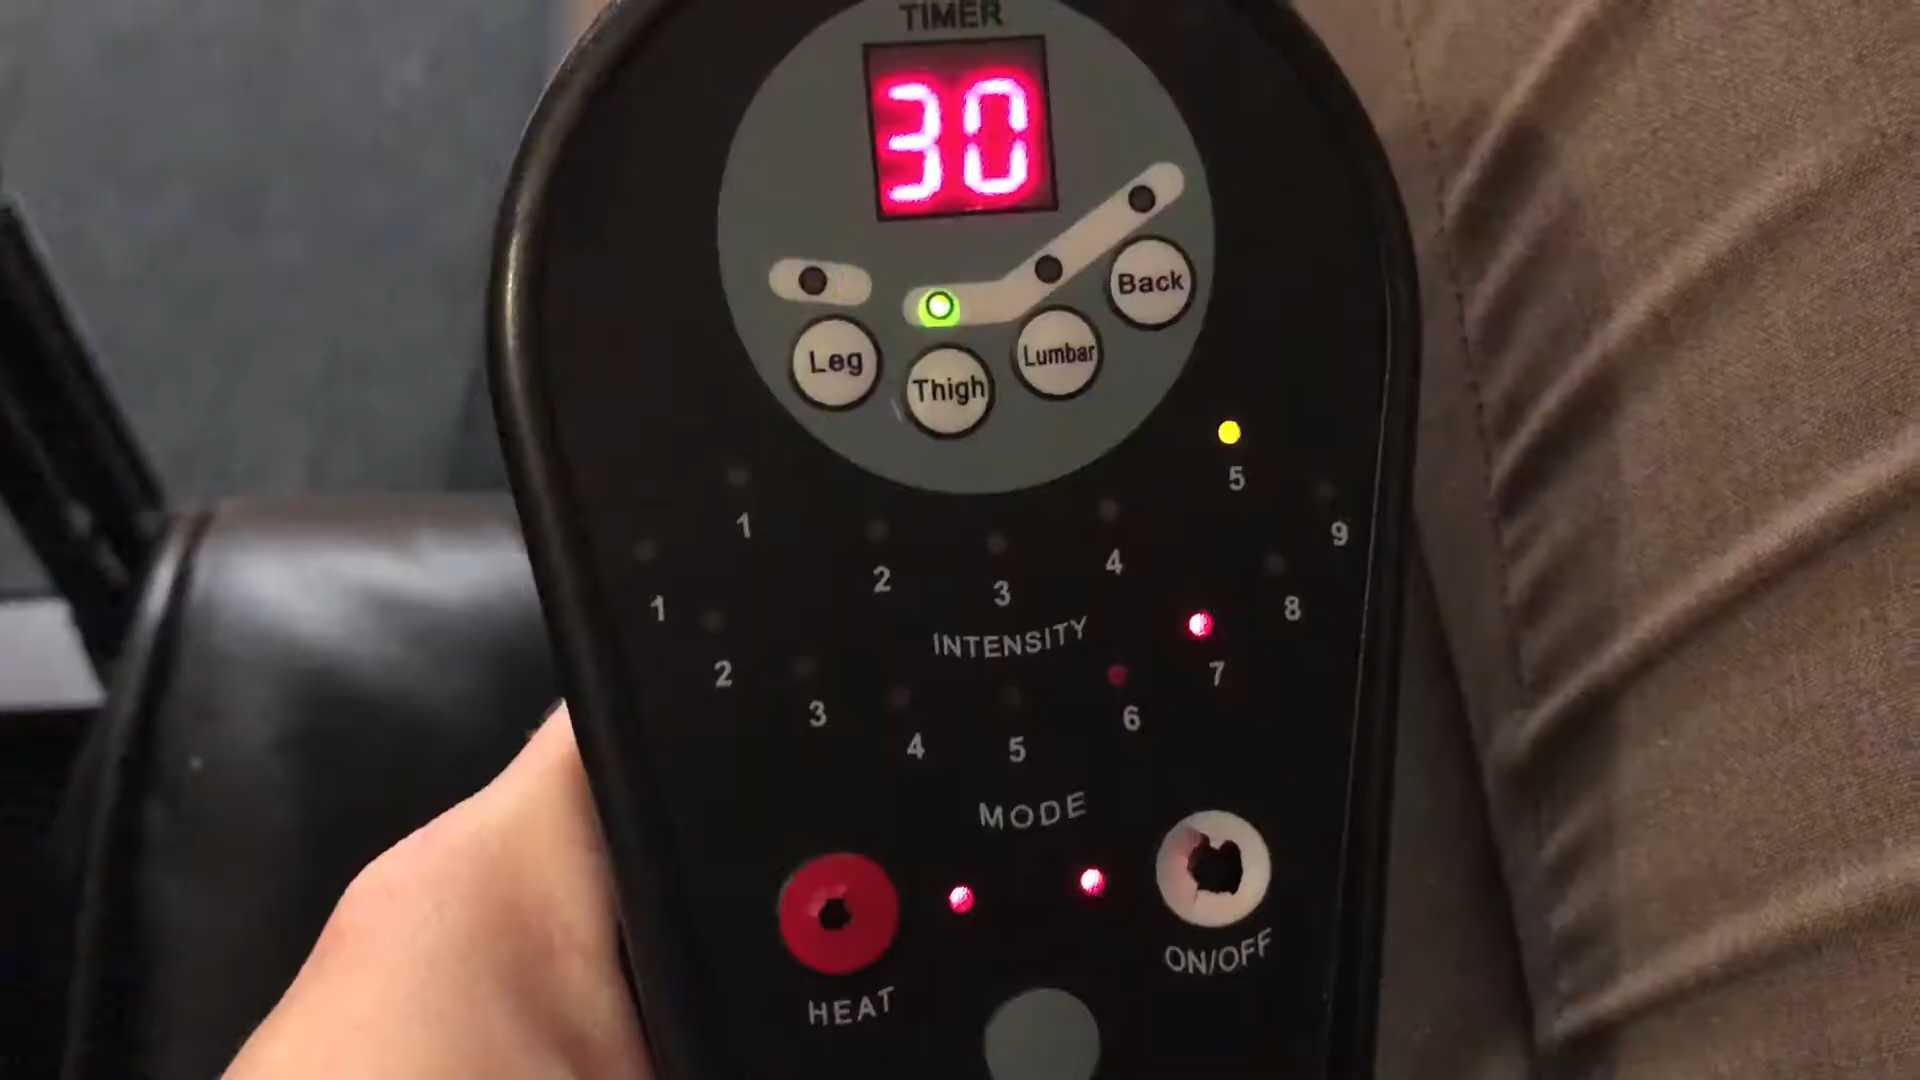 TIMER
30
Leg
Thigh
Lumbar
Back
1 2 3 4 5
INTENSITY
1 2 3 4 5 6 7 8 9
MODE
HEAT
ON/OFF